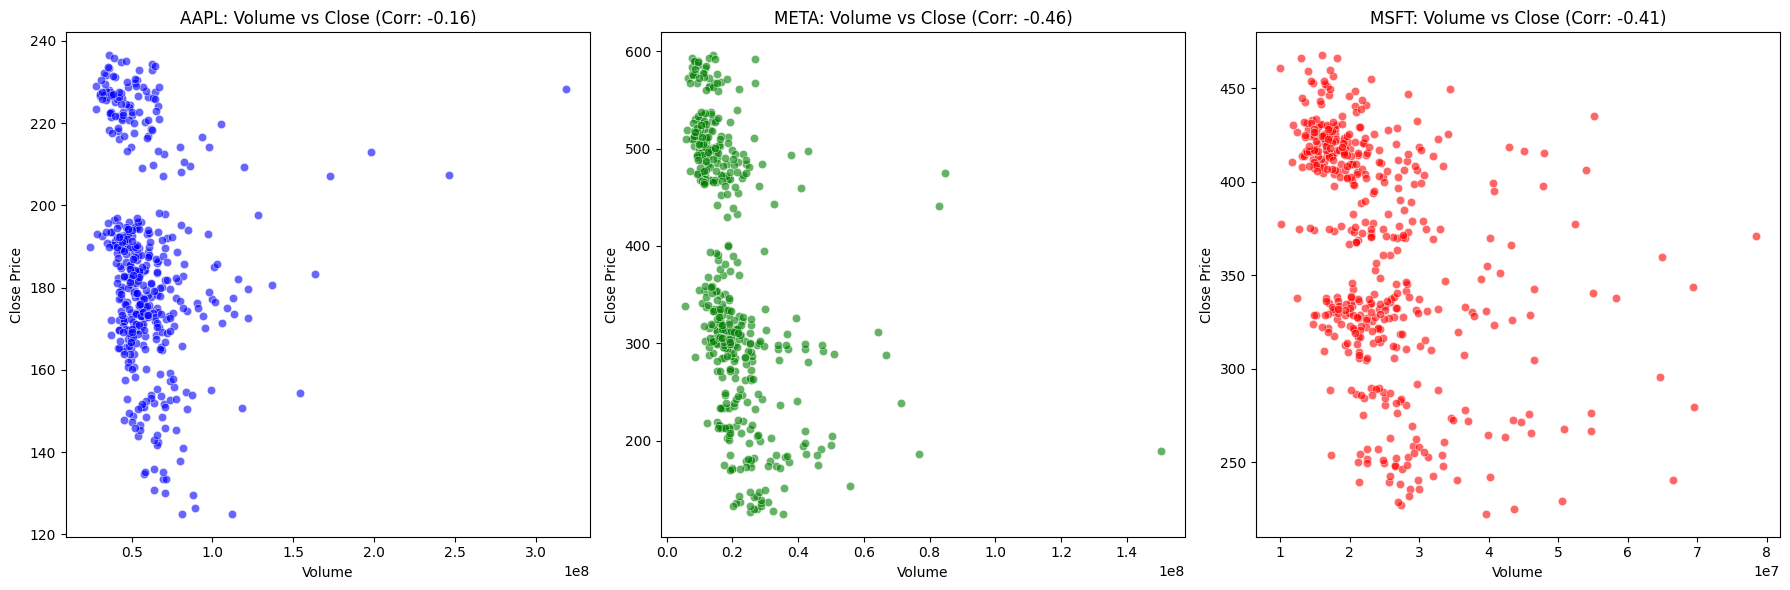 AAPL: Volume vs Close (Corr: -0.16)
240
220
200
180
160
140
120
Close Price
0.5 1.0 1.5 2.0 2.5 3.0
1e8
Volume
META: Volume vs Close (Corr: -0.46)
600
500
400
300
200
Close Price
0.0 0.2 0.4 0.6 0.8 1.0 1.2 1.4
1e8
Volume
MSFT: Volume vs Close (Corr: -0.41)
450
400
350
300
250
Close Price
1 2 3 4 5 6 7 8
1e7
Volume